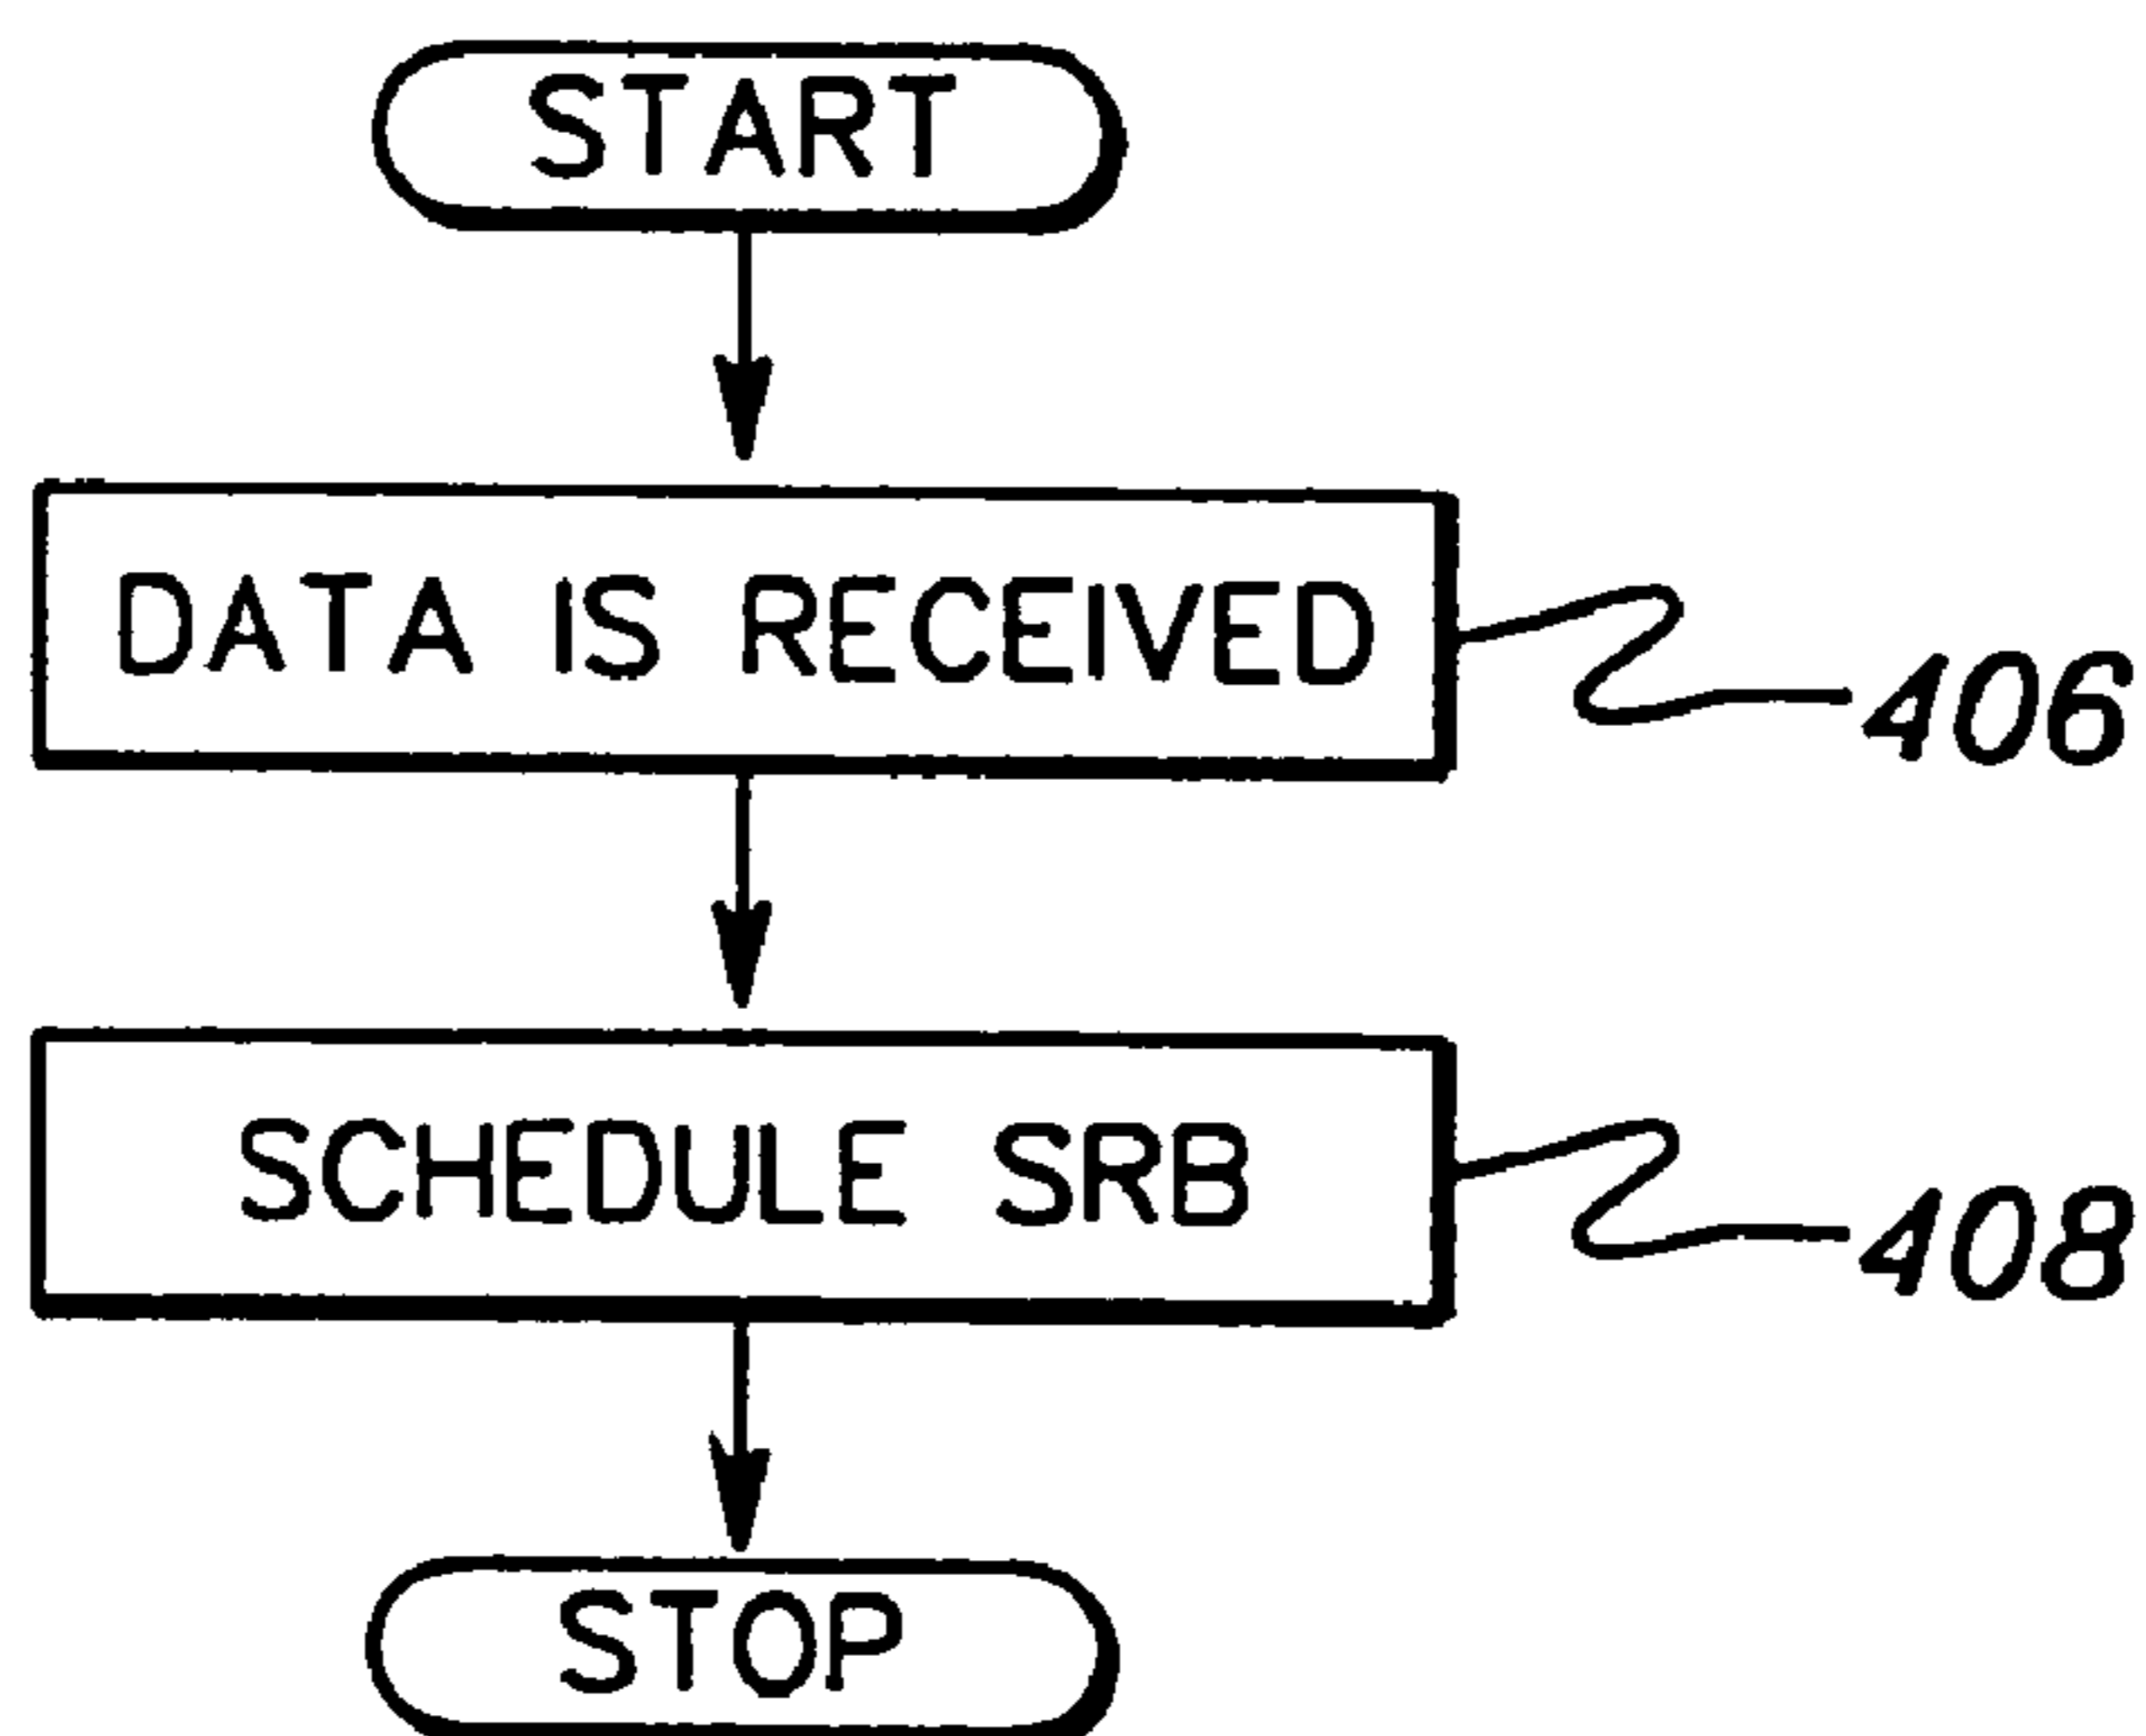 START
DATA IS RECEIVED
406
SCHEDULE SRB
408
STOP